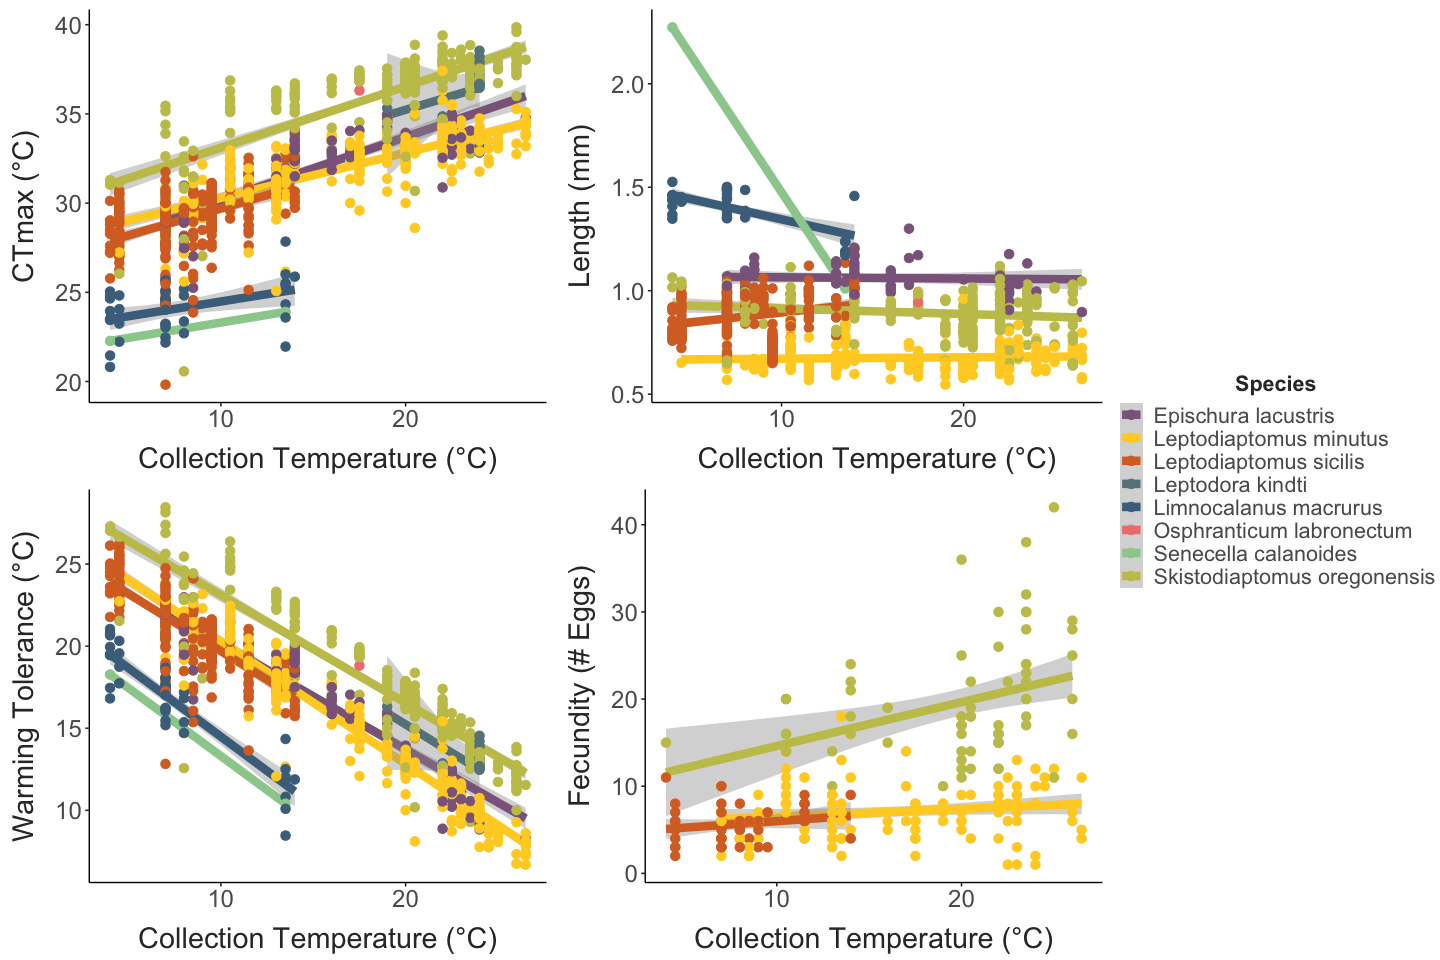 CTmax (°C)
40
35
30
25
20
10
20
Collection Temperature (°C)
Length (mm)
2.0
1.5
1.0
0.5
10
20
Collection Temperature (°C)
Warming Tolerance (°C)
25
20
15
10
10
20
Collection Temperature (°C)
Fecundity (# Eggs)
40
30
20
10
0
10
20
Collection Temperature (°C)
Species
Epischura lacustris
Leptodiaptomus minutus
Leptodiaptomus sicilis
Leptodora kindti
Limnocalanus macrurus
Osphranticum labronectum
Senecella calanoides
Skistodiaptomus oregonensis